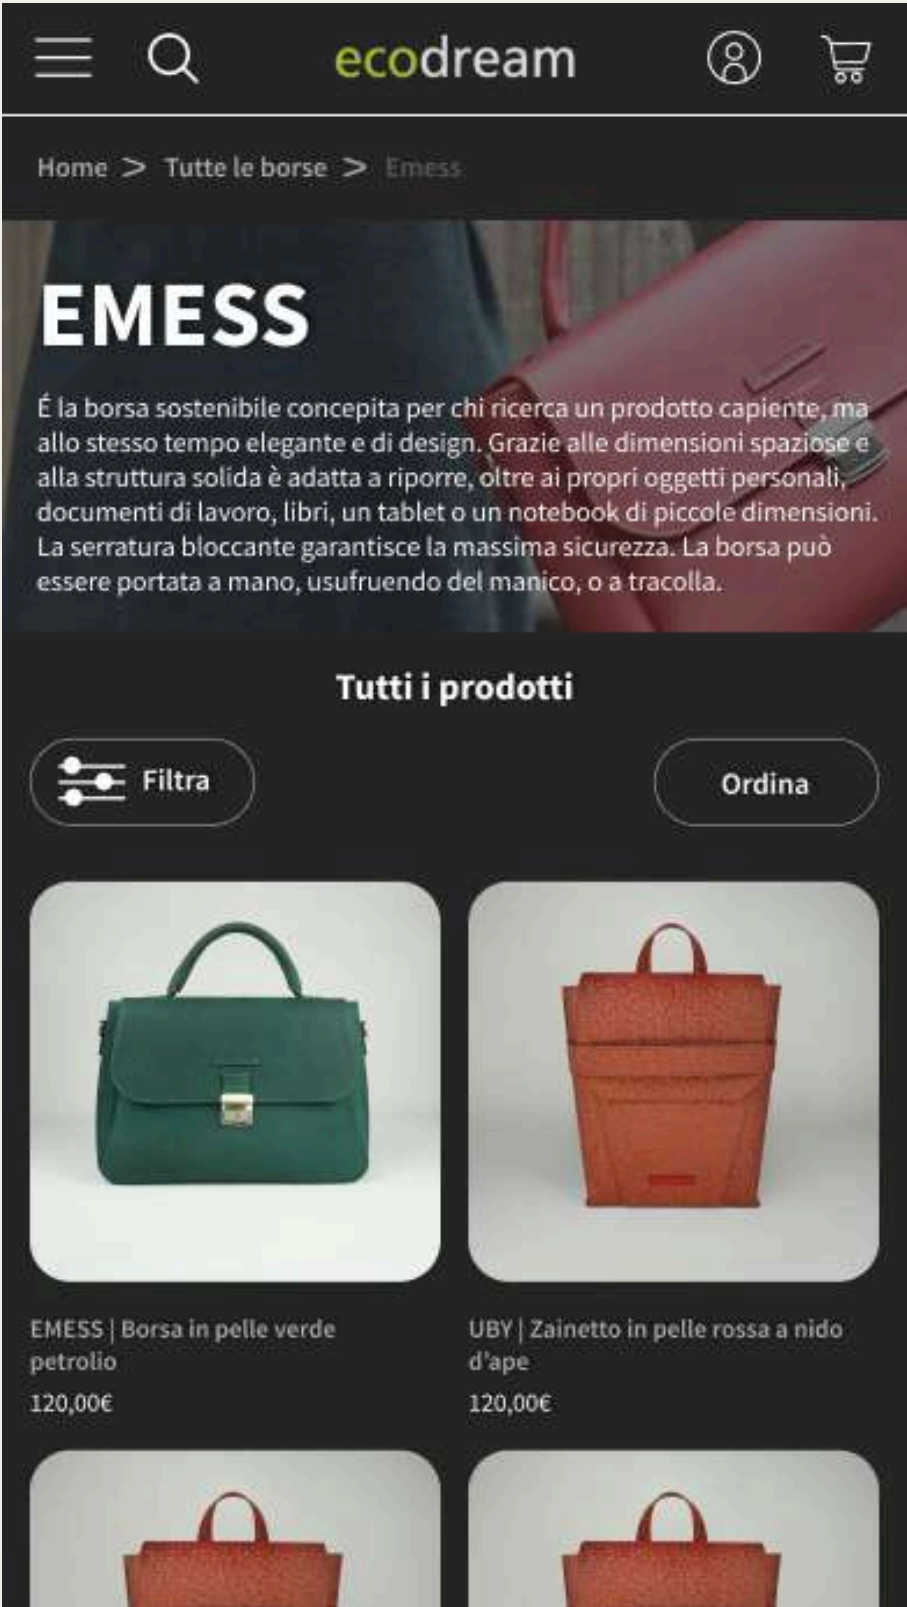 ecodream
Home > Tutte le borse > Emess
EMESS
É la borsa sostenibile concepita per chi ricerca un prodotto capiente, ma
allo stesso tempo elegante e di design. Grazie alle dimensioni spaziose e
alla struttura solida è adatta a riporre, oltre ai propri oggetti personali,
documenti di lavoro, libri, un tablet o un notebook di piccole dimensioni.
La serratura bloccante garantisce la massima sicurezza. La borsa può
essere portata a mano, usufruendo del manico, o a tracolla.
Tutti i prodotti
Filtra
Ordina
EMESS | Borsa in pelle verde
petrolio
120,00€
UBY | Zainetto in pelle rossa a nido
d'ape
120,00€